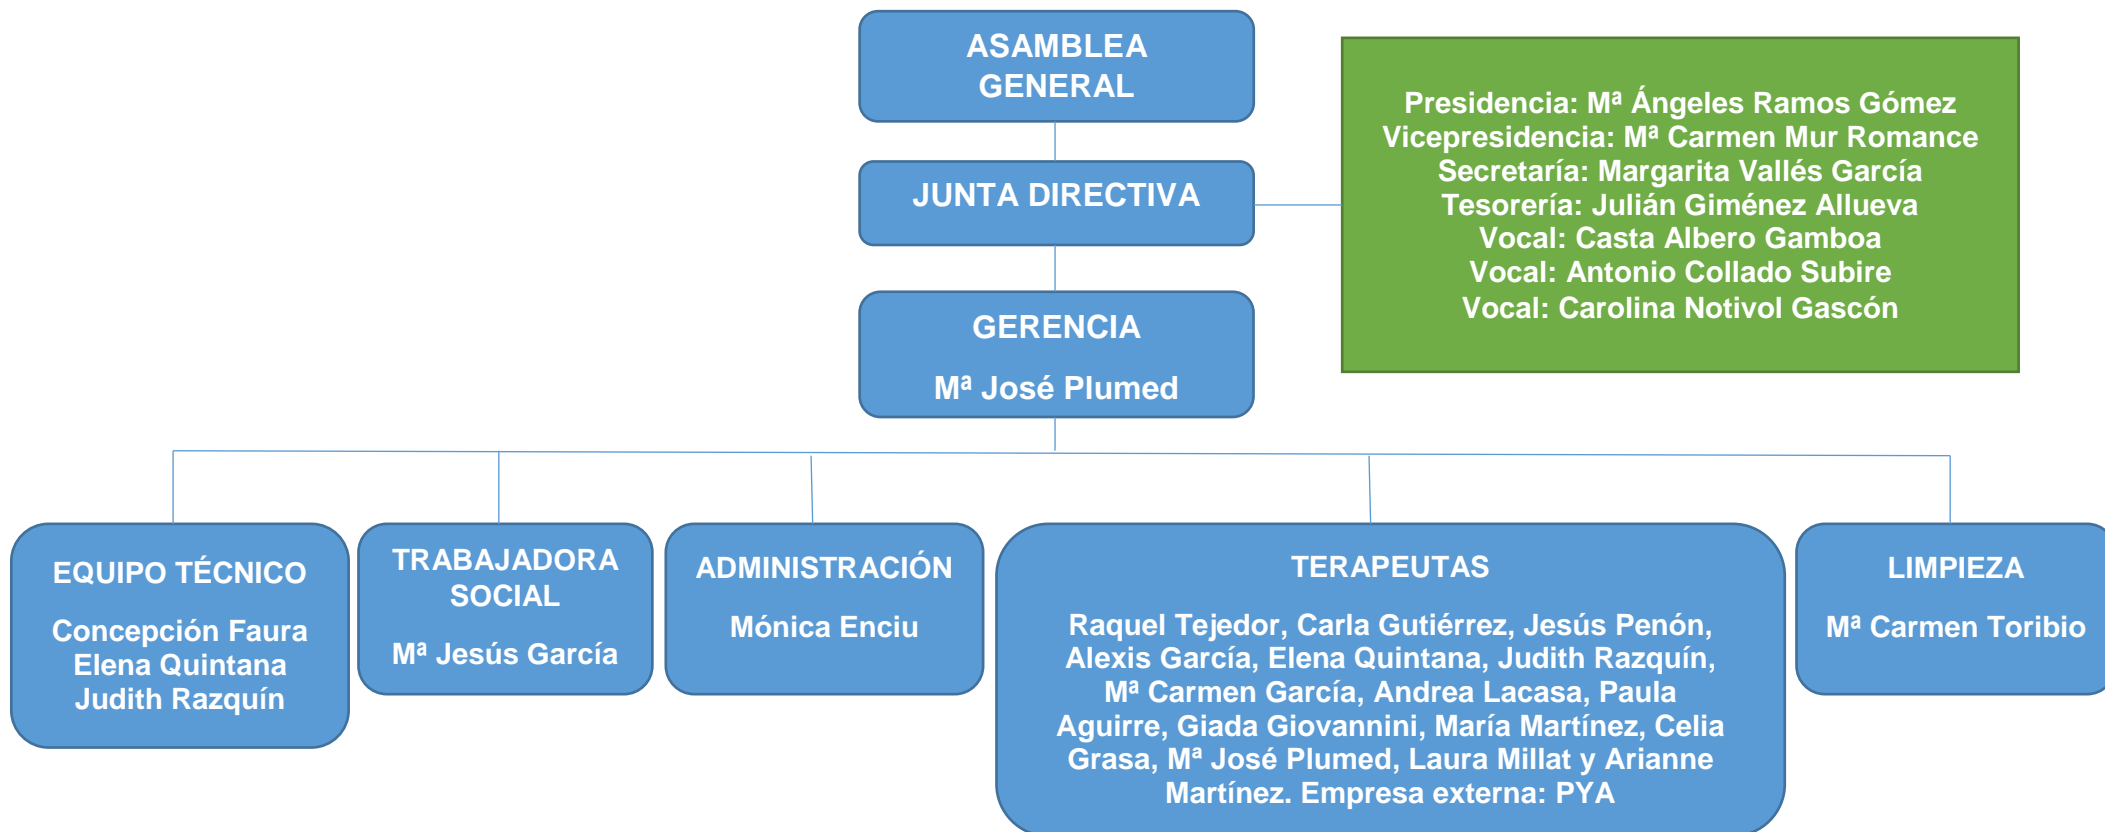 ASAMBLEA
GENERAL
Presidencia: Mª Ángeles Ramos Gómez
Vicepresidencia: Mª Carmen Mur Romance
Secretaría: Margarita Vallés García
Tesorería: Julián Giménez Allueva
Vocal: Casta Albero Gamboa
Vocal: Antonio Collado Subire
Vocal: Carolina Notivol Gascón
JUNTA DIRECTIVA
GERENCIA
Mª José Plumed
EQUIPO TÉCNICO
Concepción Faura
Elena Quintana
Judith Razquín
TRABAJADORA
SOCIAL
Mª Jesús García
ADMINISTRACIÓN
Mónica Enciu
TERAPEUTAS
Raquel Tejedor, Carla Gutiérrez, Jesús Penón,
Alexis García, Elena Quintana, Judith Razquín,
Mª Carmen García, Andrea Lacasa, Paula
Aguirre, Giada Giovannini, María Martínez, Celia
Grasa, Mª José Plumed, Laura Millat y Arianne
Martínez. Empresa externa: PYA
LIMPIEZA
Mª Carmen Toribio